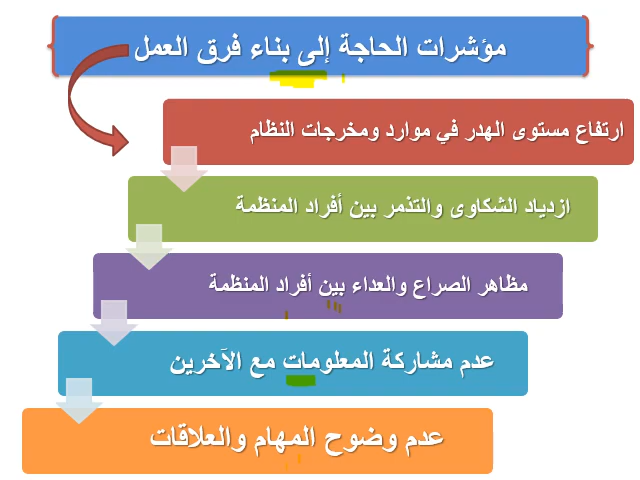 مؤشرات الحاجة إلى بناء فرق العمل
ارتفاع مستوى الهدر في موارد ومخرجات النظام
ازدياد الشكاوى والتذمر بين أفراد المنظمة
مظاهر الصراع والعداء بين أفراد المنظمة
عدم مشاركة المعلومات مع الآخرين
عدم وضوح المهام والعلاقات